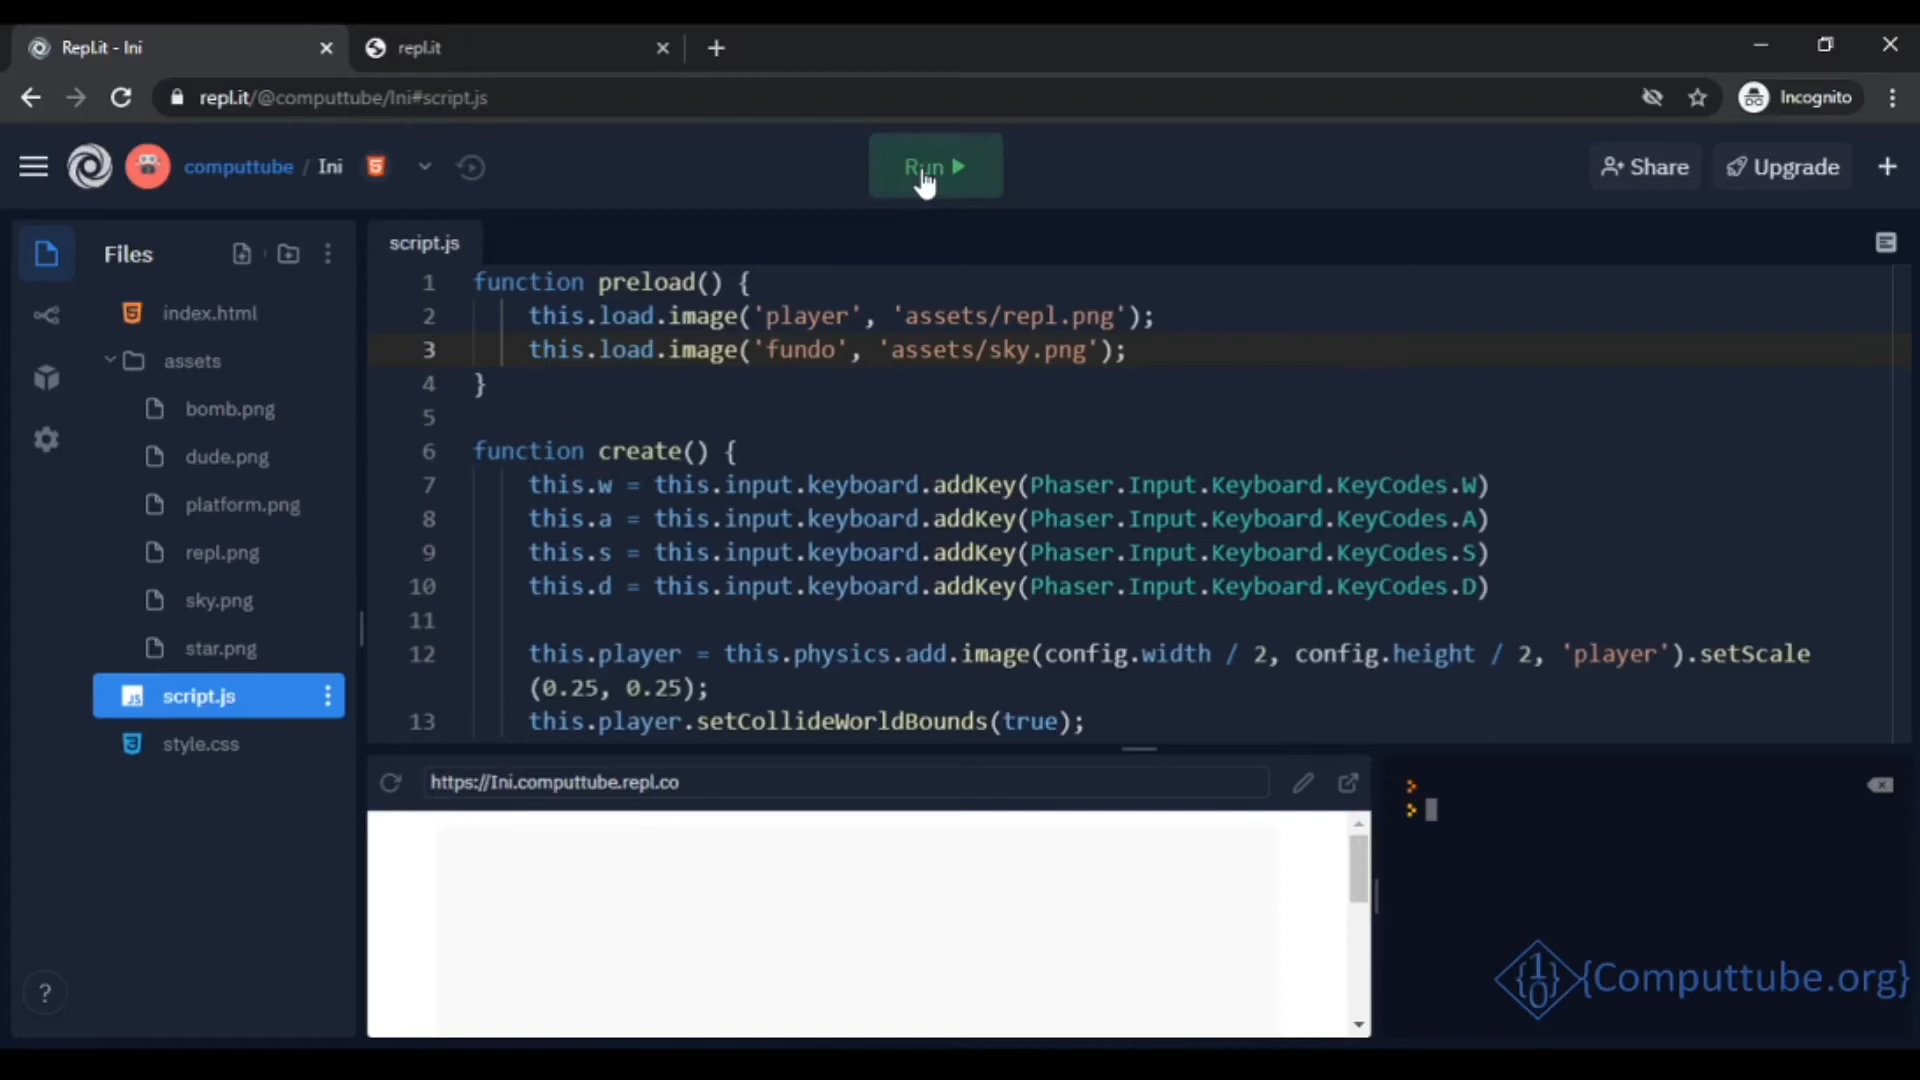 Repl.it - Ini
repl.it
repl.it/@computtube/Ini#script.js
Incognito
computtube / Ini
Run
Share
Upgrade
Files
script.js
index.html
assets
bomb.png
dude.png
platform.png
repl.png
sky.png
star.png
script.js
style.css
1 function preload() {
2 this.load.image('player', 'assets/repl.png');
3 this.load.image('fundo', 'assets/sky.png');
4 }
5
6 function create() {
7 this.w = this.input.keyboard.addKey(Phaser.Input.Keyboard.KeyCodes.W)
8 this.a = this.input.keyboard.addKey(Phaser.Input.Keyboard.KeyCodes.A)
9 this.s = this.input.keyboard.addKey(Phaser.Input.Keyboard.KeyCodes.S)
10 this.d = this.input.keyboard.addKey(Phaser.Input.Keyboard.KeyCodes.D)
11
12 this.player = this.physics.add.image(config.width / 2, config.height / 2, 'player').setScale
(0.25, 0.25);
13 this.player.setCollideWorldBounds(true);
https://Ini.computtube.repl.co
>
>
?
{1
0}
{Computtube.org}